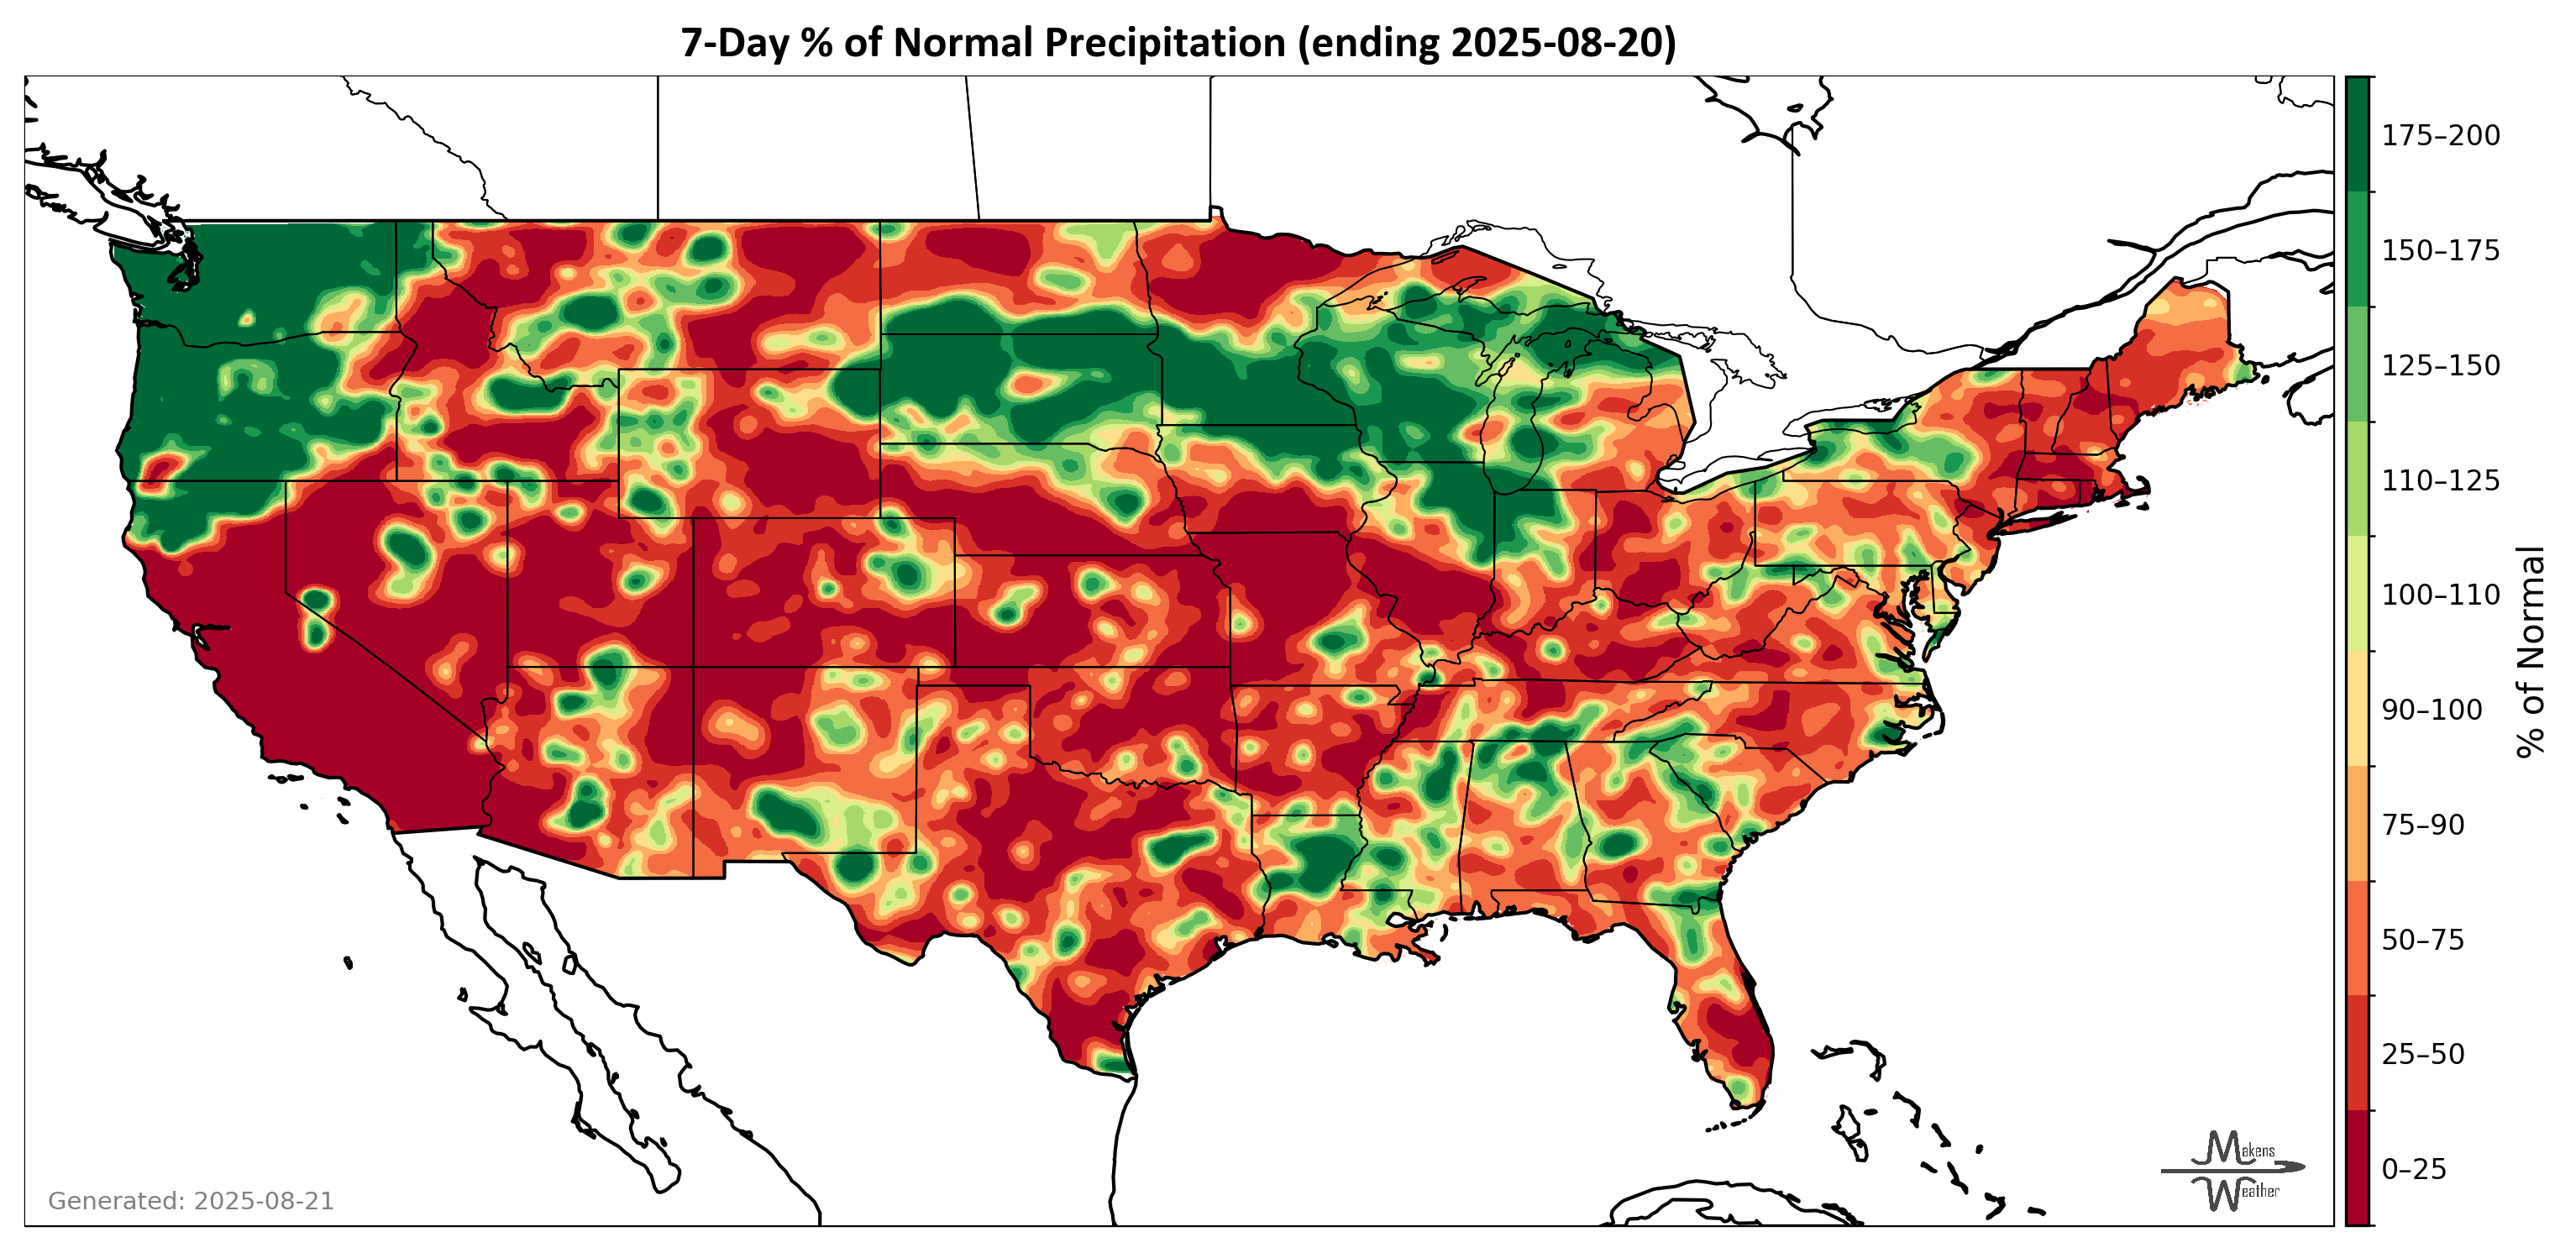 7-Day % of Normal Precipitation (ending 2025-08-20)
175–200
150–175
125–150
110–125
100–110
90–100
75–90
50–75
25–50
0–25
% of Normal
Generated: 2025-08-21
Makens
Weather